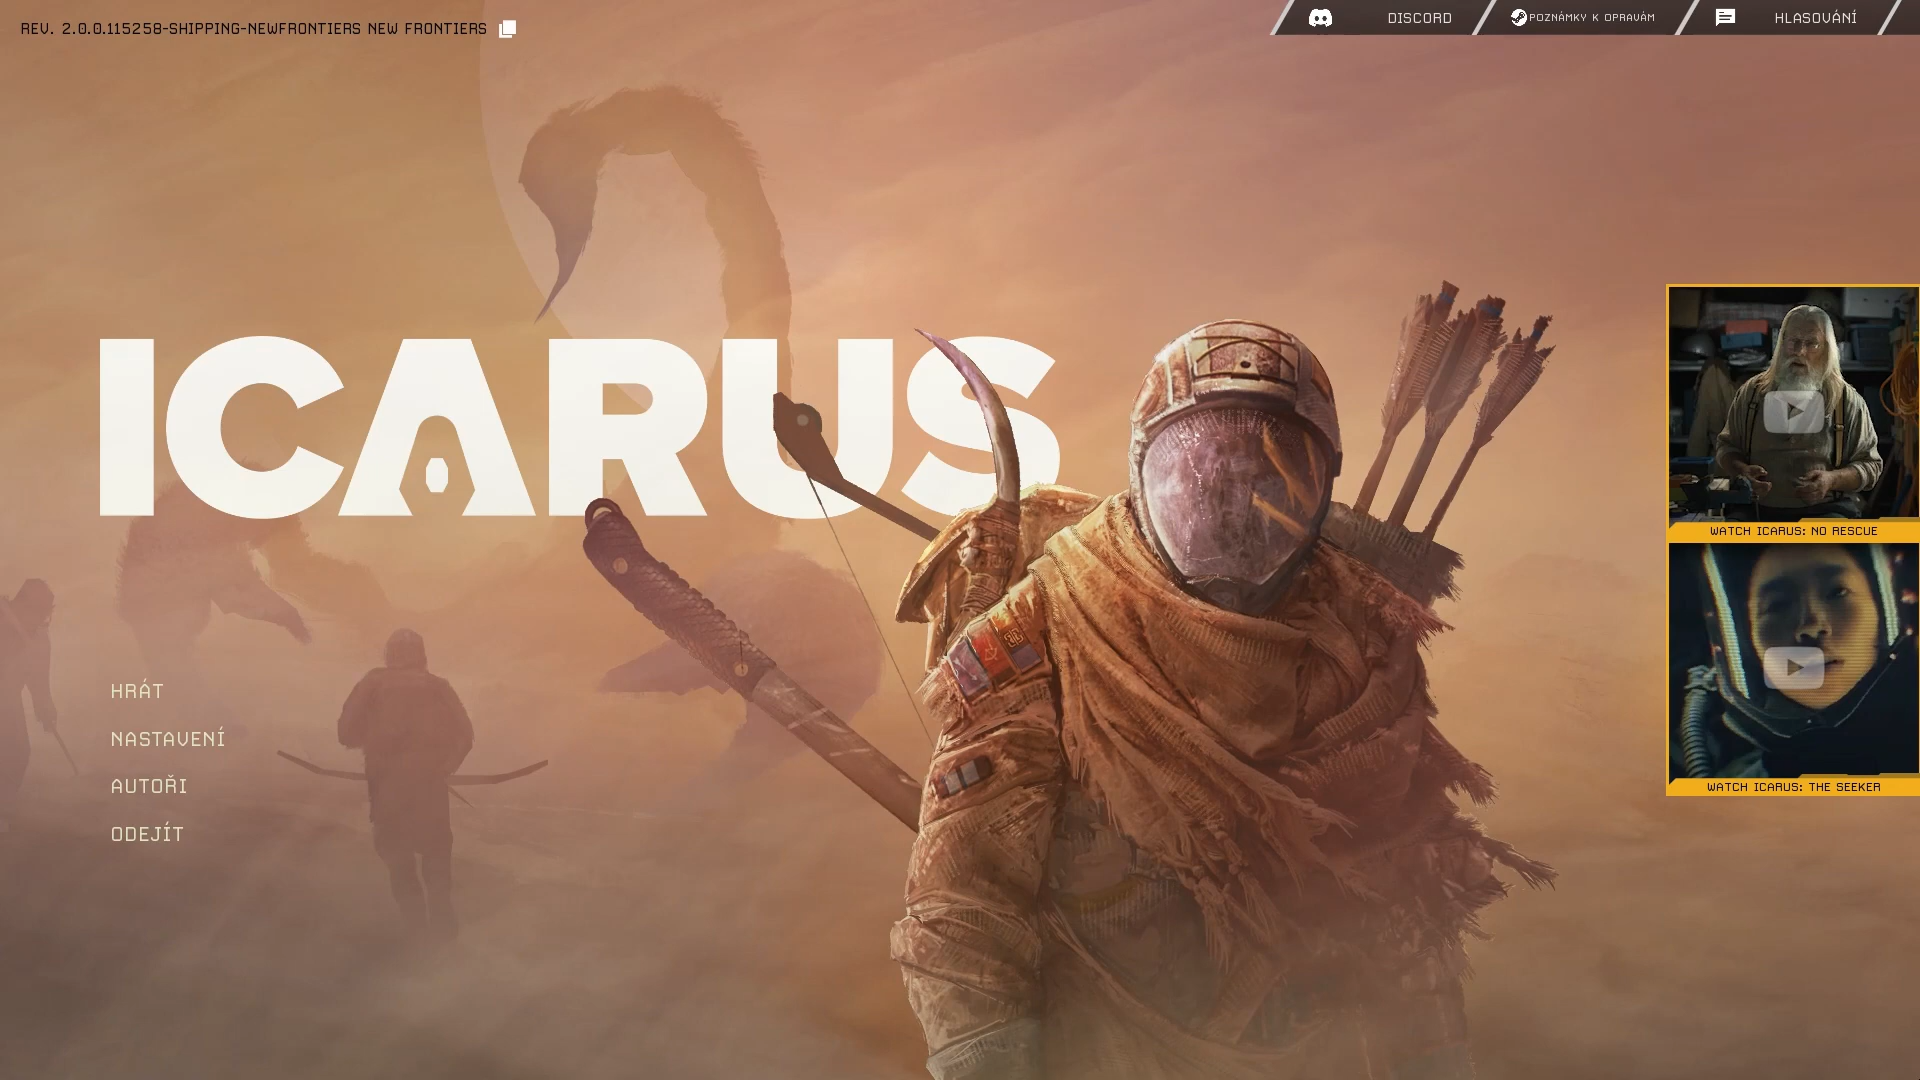 REV. 2.0.0.115258-SHIPPING-NEWFRONTIERS NEW FRONTIERS
DISCORD
POZNÁMKY K OPRAVÁM
HLASOVÁNÍ
ICARUS
HRÁT
NASTAVENÍ
AUTOŘI
ODEJÍT
WATCH ICARUS: NO RESCUE
WATCH ICARUS: THE SEEKER